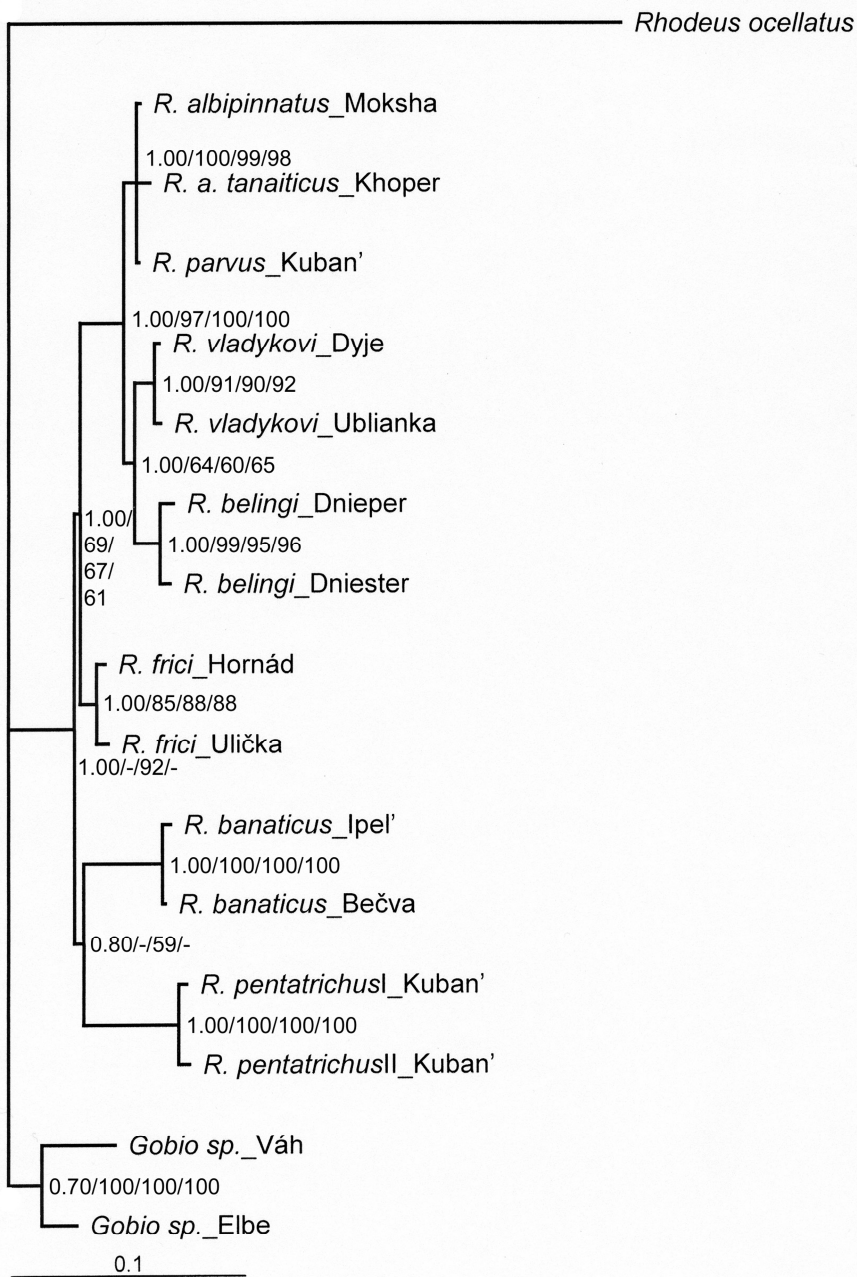 Rhodeus ocellatus
R. albipinnatus_Moksha
1.00/100/99/98
R. a. tanaiticus_Khoper
R. parvus_Kuban’
1.00/97/100/100
R. vladykovi_Dyje
1.00/91/90/92
R. vladykovi_Ublianka
1.00/64/60/65
R. belingi_Dnieper
1.00/
69/
67/
61
1.00/99/95/96
R. belingi_Dniester
R. frici_Hornád
1.00/85/88/88
R. frici_Ulička
1.00/-/92/-
R. banaticus_Ipel’
1.00/100/100/100
R. banaticus_Bečva
0.80/-/59/-
R. pentatrichusI_Kuban’
1.00/100/100/100
R. pentatrichusII_Kuban’
Gobio sp._Váh
0.70/100/100/100
Gobio sp._Elbe
0.1